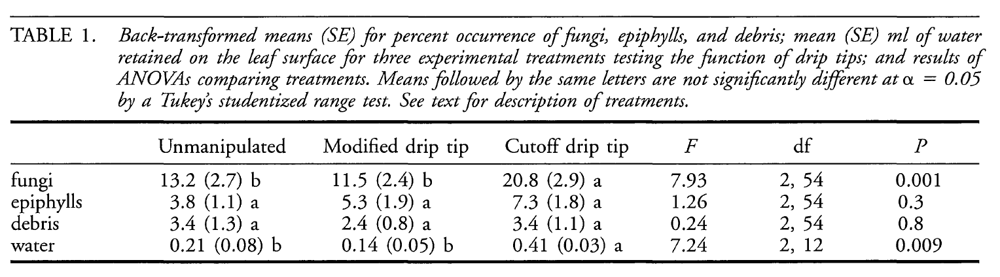 TABLE 1. Back-transformed means (SE) for percent occurrence of fungi, epiphylls, and debris; mean (SE) ml of water
retained on the leaf surface for three experimental treatments testing the function of drip tips; and results of
ANOVAs comparing treatments. Means followed by the same letters are not significantly different at α = 0.05
by a Tukey's studentized range test. See text for description of treatments.
Unmanipulated Modified drip tip Cutoff drip tip F df P
fungi 13.2 (2.7) b 11.5 (2.4) b 20.8 (2.9) a 7.93 2, 54 0.001
epiphylls 3.8 (1.1) a 5.3 (1.9) a 7.3 (1.8) a 1.26 2, 54 0.3
debris 3.4 (1.3) a 2.4 (0.8) a 3.4 (1.1) a 0.24 2, 54 0.8
water 0.21 (0.08) b 0.14 (0.05) b 0.41 (0.03) a 7.24 2, 12 0.009